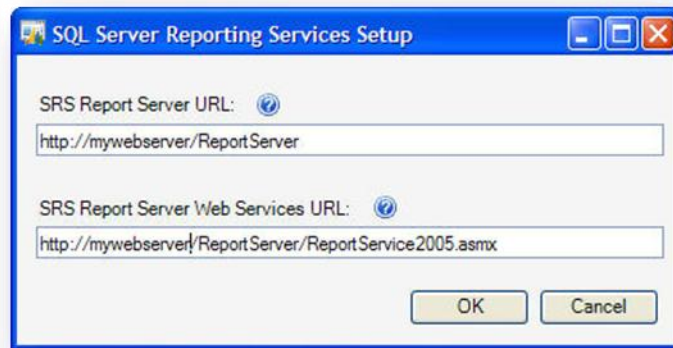 SQL Server Reporting Services Setup
SRS Report Server URL:
http://mywebserver/ReportServer
SRS Report Server Web Services URL:
http://mywebserver/ReportServer/ReportService2005.asmx
OK Cancel